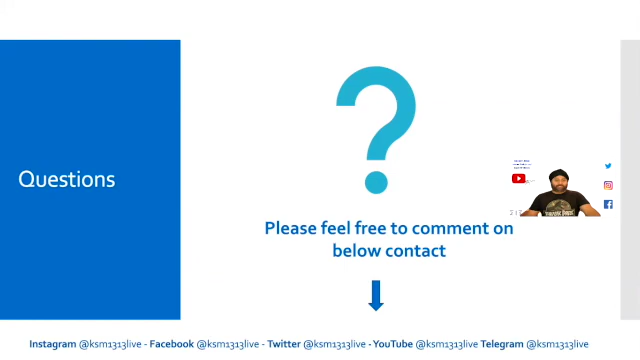 Questions
?
Please feel free to comment on
below contact
Instagram @ksm1313live - Facebook @ksm1313live - Twitter @ksm1313live - YouTube @ksm1313live Telegram @ksm1313live